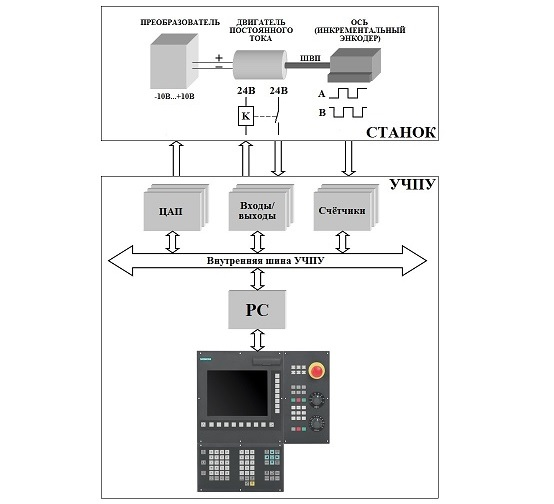 ПРЕОБРАЗОВАТЕЛЬ
ДВИГАТЕЛЬ
ПОСТОЯННОГО
ТОКА
ОСЬ
(ИНКРЕМЕНТАЛЬНЫЙ
ЭНКОДЕР)
+
–
ШВП
-10В...+10В
24В
24В
K
A
B
СТАНОК
УЧПУ
ЦАП
Входы/
выходы
Счётчики
Внутренняя шина УЧПУ
PC
SIEMENS